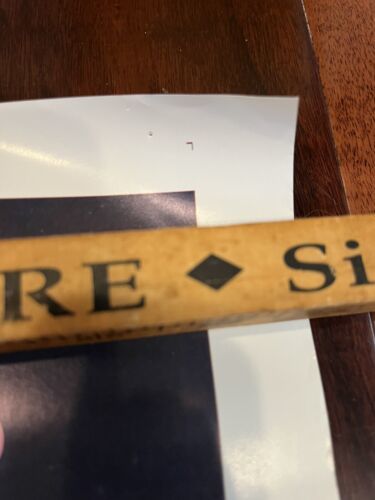 RE ◆ Si